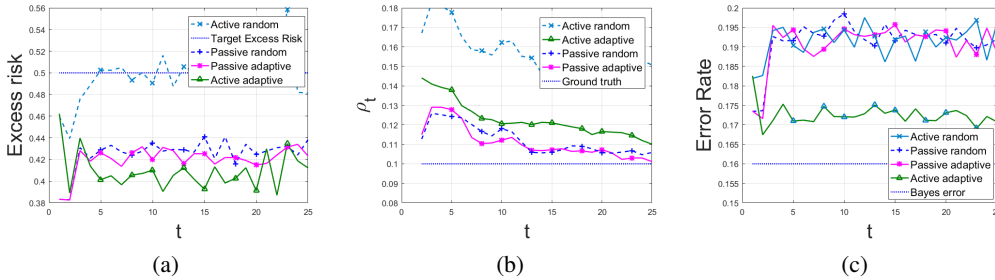 0.56
0.54
0.52
0.5
0.48
0.46
0.44
0.42
0.4
0.38
0
5
10
15
20
25
Excess risk
t
Active random
Target Excess Risk
Passive random
Passive adaptive
Active adaptive
(a)
0.18
0.17
0.16
0.15
0.14
0.13
0.12
0.11
0.1
0.09
0.08
0
5
10
15
20
25
ρt
t
Active random
Active adaptive
Passive random
Passive adaptive
Ground truth
(b)
0.2
0.195
0.19
0.185
0.18
0.175
0.17
0.165
0.16
0.155
0.15
0
5
10
15
20
25
Error Rate
t
Active random
Passive random
Passive adaptive
Active adaptive
Bayes error
(c)